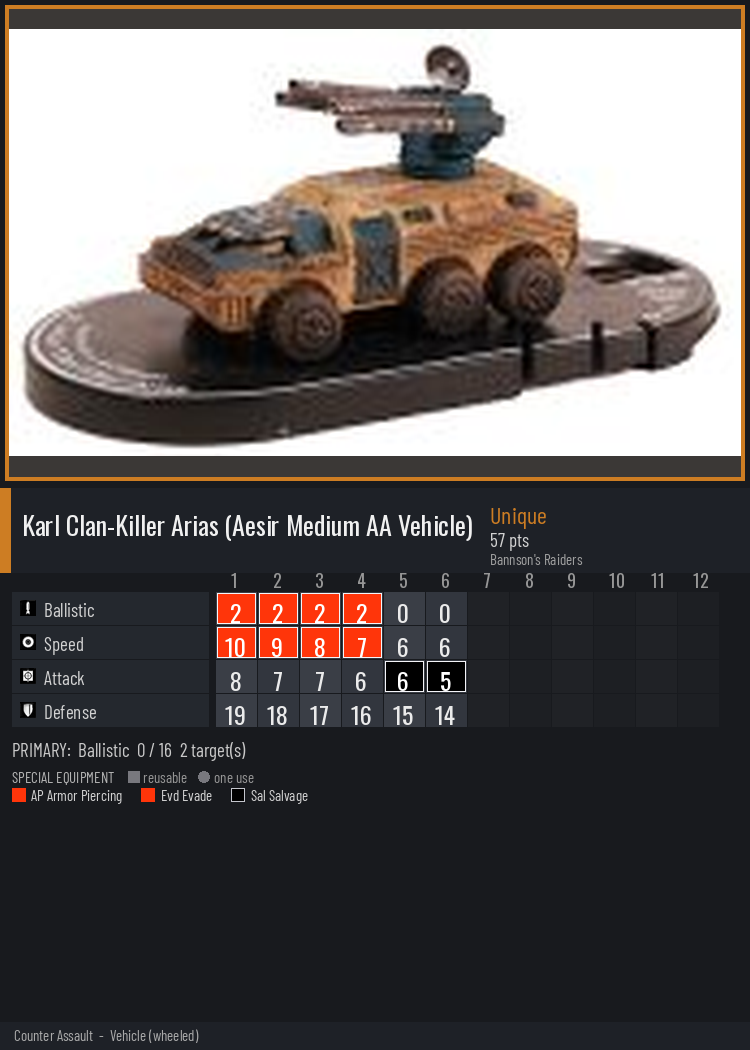 Karl Clan-Killer Arias (Aesir Medium AA Vehicle)
Unique
57 pts
Bannson's Raiders
1 2 3 4 5 6 7 8 9 10 11 12
Ballistic 2 2 2 2 0 0
Speed 10 9 8 7 6 6
Attack 8 7 7 6 6 5
Defense 19 18 17 16 15 14
PRIMARY: Ballistic 0 / 16 2 target(s)
SPECIAL EQUIPMENT reusable one use
AP Armor Piercing Evd Evade Sal Salvage
Counter Assault - Vehicle (wheeled)